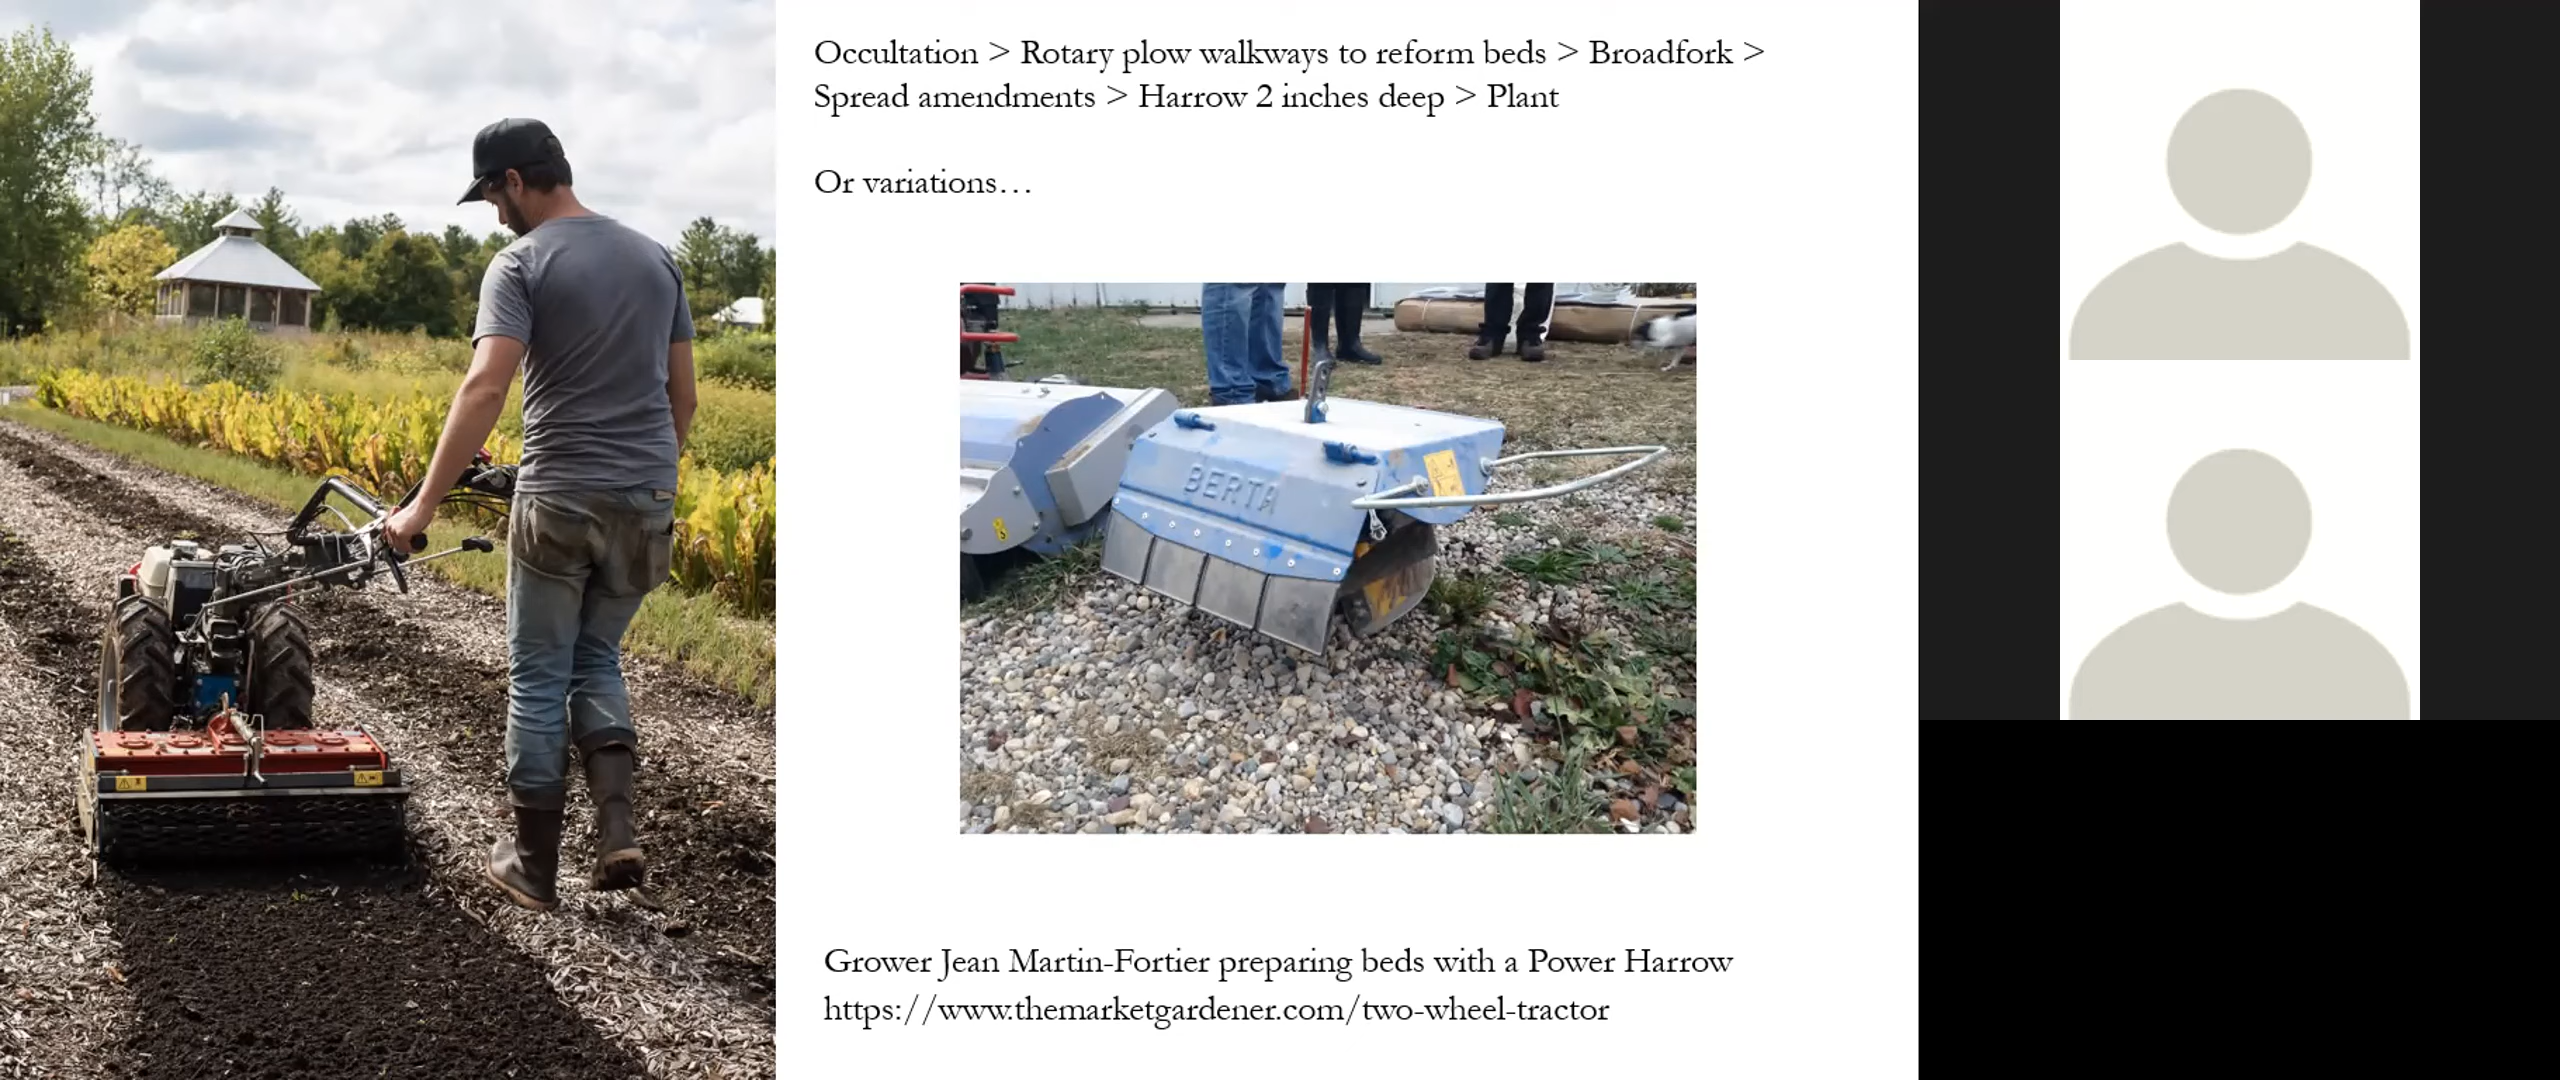 Occultation > Rotary plow walkways to reform beds > Broadfork >
Spread amendments > Harrow 2 inches deep > Plant
Or variations…
BERTA
Grower Jean Martin-Fortier preparing beds with a Power Harrow
https://www.themarketgardener.com/two-wheel-tractor